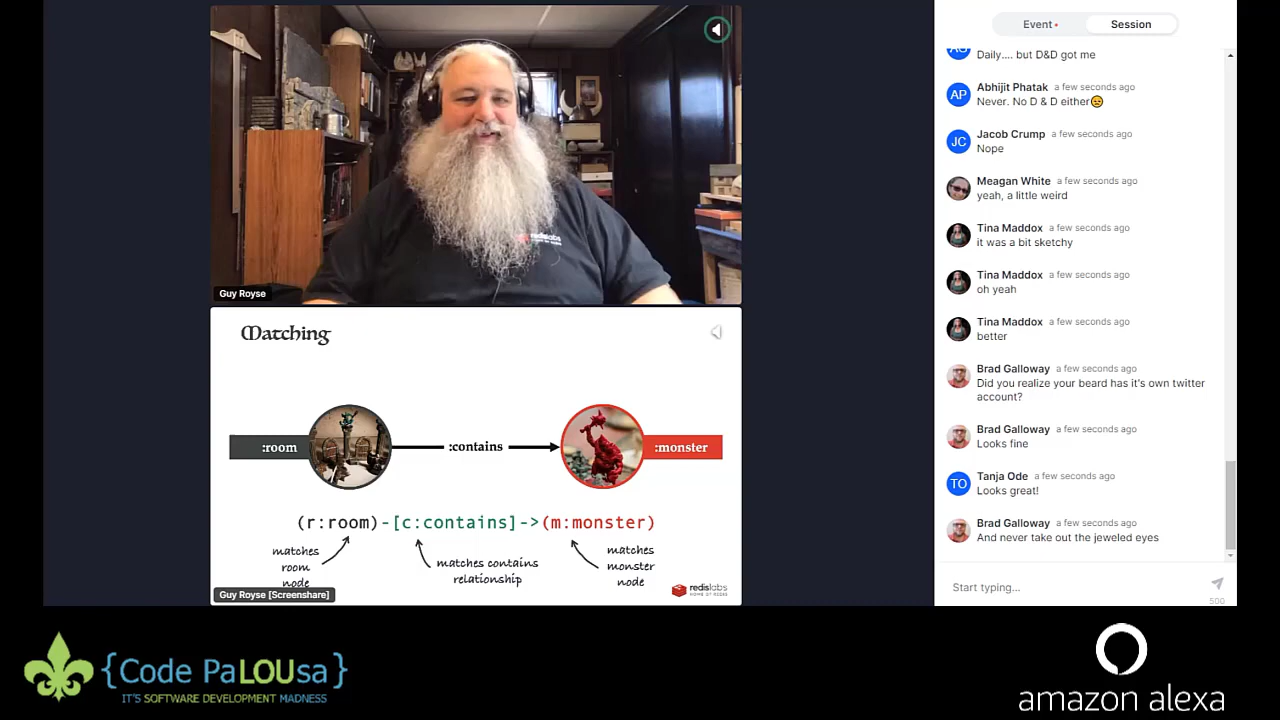 Guy Royse
Matching
:room
:contains
:monster
(r:room)-[c:contains]->(m:monster)
matches
room
node
matches contains
relationship
matches
monster
node
redislabs
HOME OF REDIS
Guy Royse [Screenshare]
redislabs
Event
Session
Daily.... but D&D got me
AP
Abhijit Phatak a few seconds ago
Never. No D & D either😐
JC
Jacob Crump a few seconds ago
Nope
Meagan White a few seconds ago
yeah, a little weird
Tina Maddox a few seconds ago
it was a bit sketchy
Tina Maddox a few seconds ago
oh yeah
Tina Maddox a few seconds ago
better
Brad Galloway a few seconds ago
Did you realize your beard has it's own twitter
account?
Brad Galloway a few seconds ago
Looks fine
TO
Tanja Ode a few seconds ago
Looks great!
Brad Galloway a few seconds ago
And never take out the jeweled eyes
Start typing...
500
{Code PaLOUsa}
IT'S SOFTWARE DEVELOPMENT MADNESS
amazon alexa